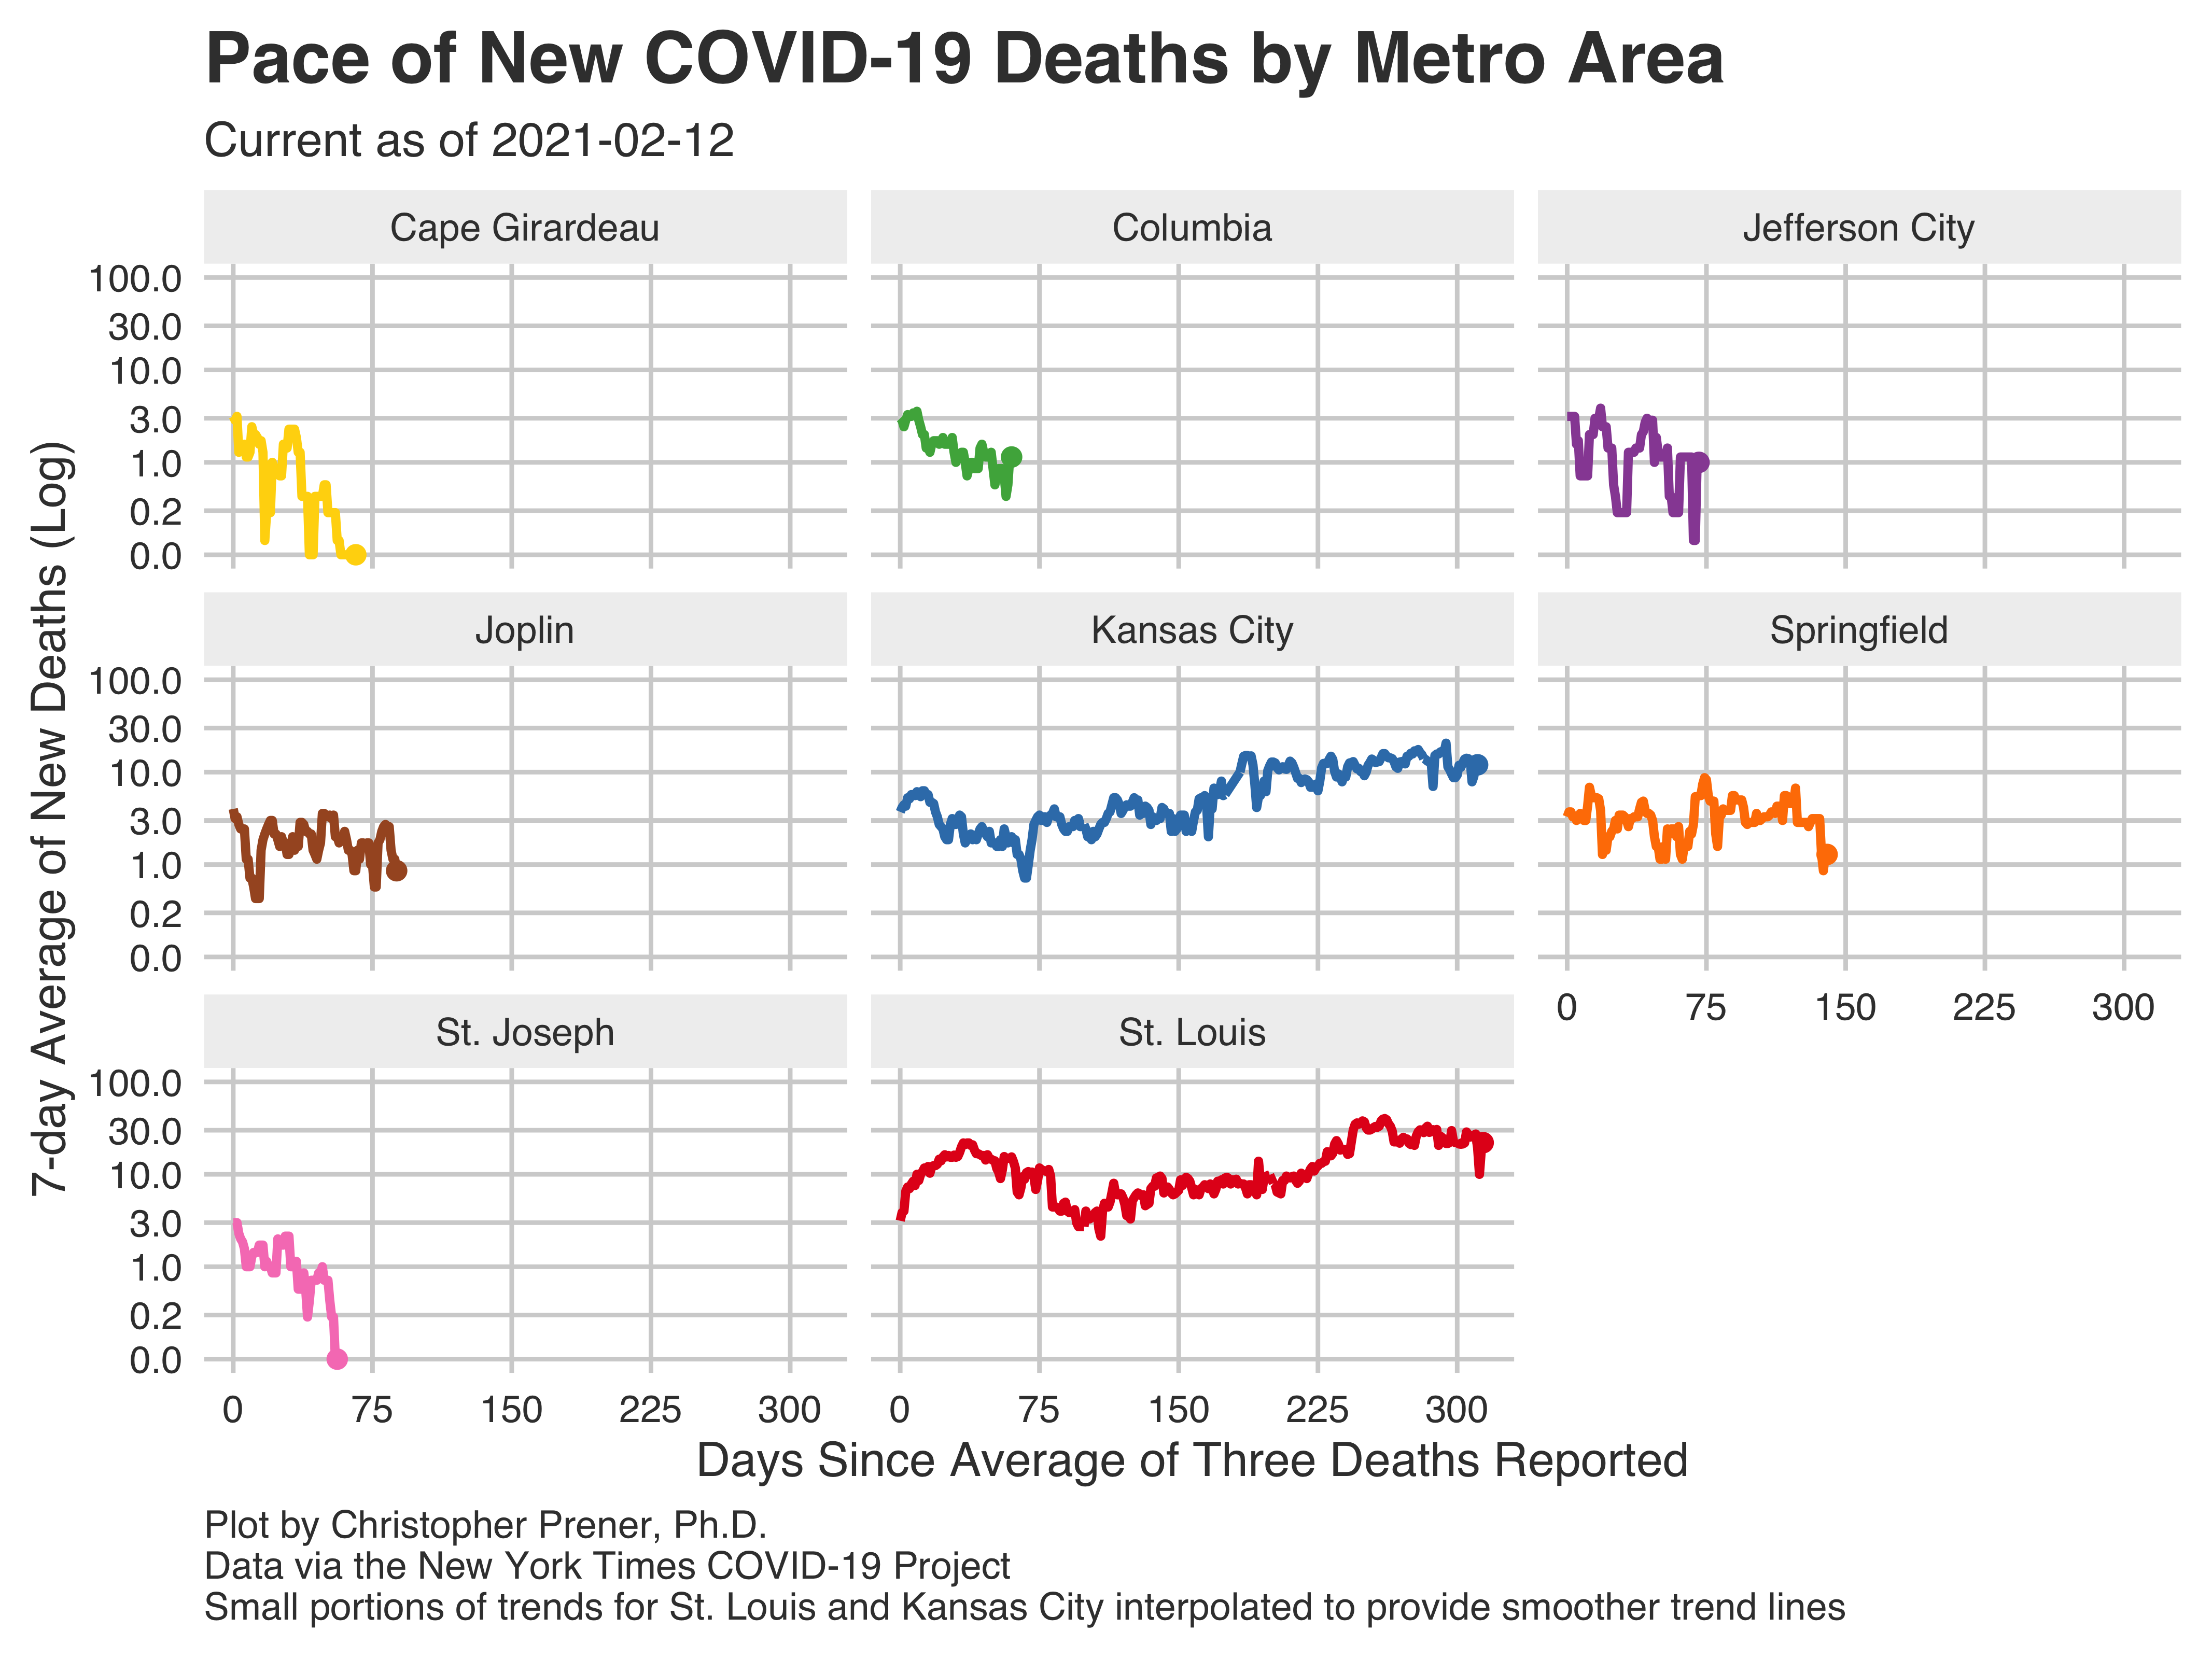 Pace of New COVID-19 Deaths by Metro Area
Current as of 2021-02-12
7-day Average of New Deaths (Log)
Cape Girardeau
Columbia
Jefferson City
100.0
30.0
10.0
3.0
1.0
0.2
0.0
Joplin
Kansas City
Springfield
100.0
30.0
10.0
3.0
1.0
0.2
0.0
0 75 150 225 300
St. Joseph
St. Louis
100.0
30.0
10.0
3.0
1.0
0.2
0.0
0 75 150 225 300
0 75 150 225 300
Days Since Average of Three Deaths Reported
Plot by Christopher Prener, Ph.D.
Data via the New York Times COVID-19 Project
Small portions of trends for St. Louis and Kansas City interpolated to provide smoother trend lines